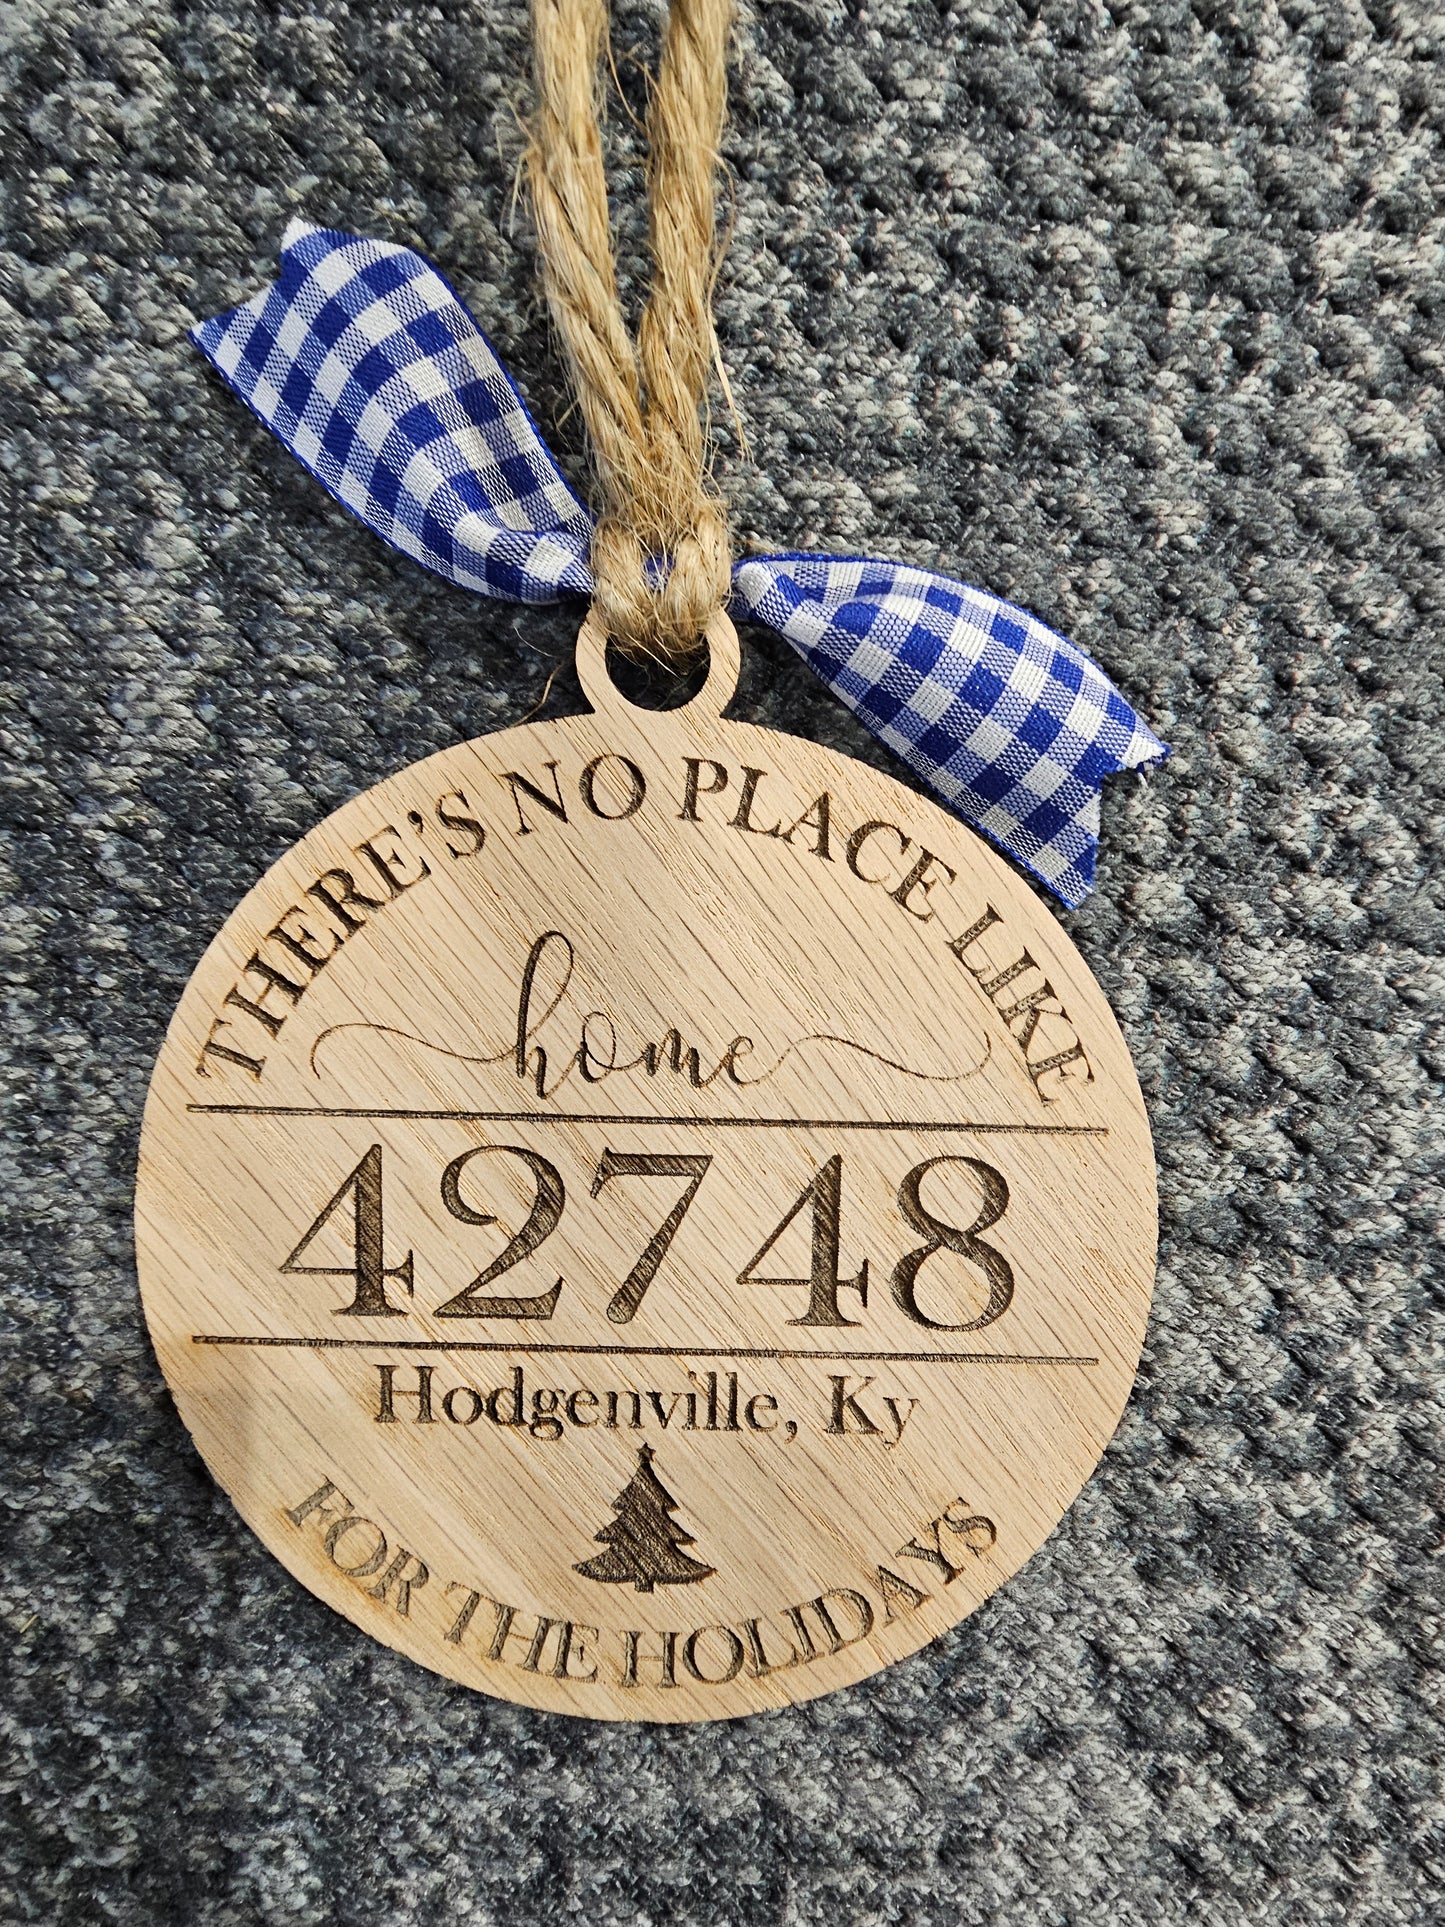 THERE'S NO PLACE LIKE
home
42748
Hodgenville, Ky
FOR THE HOLIDAYS